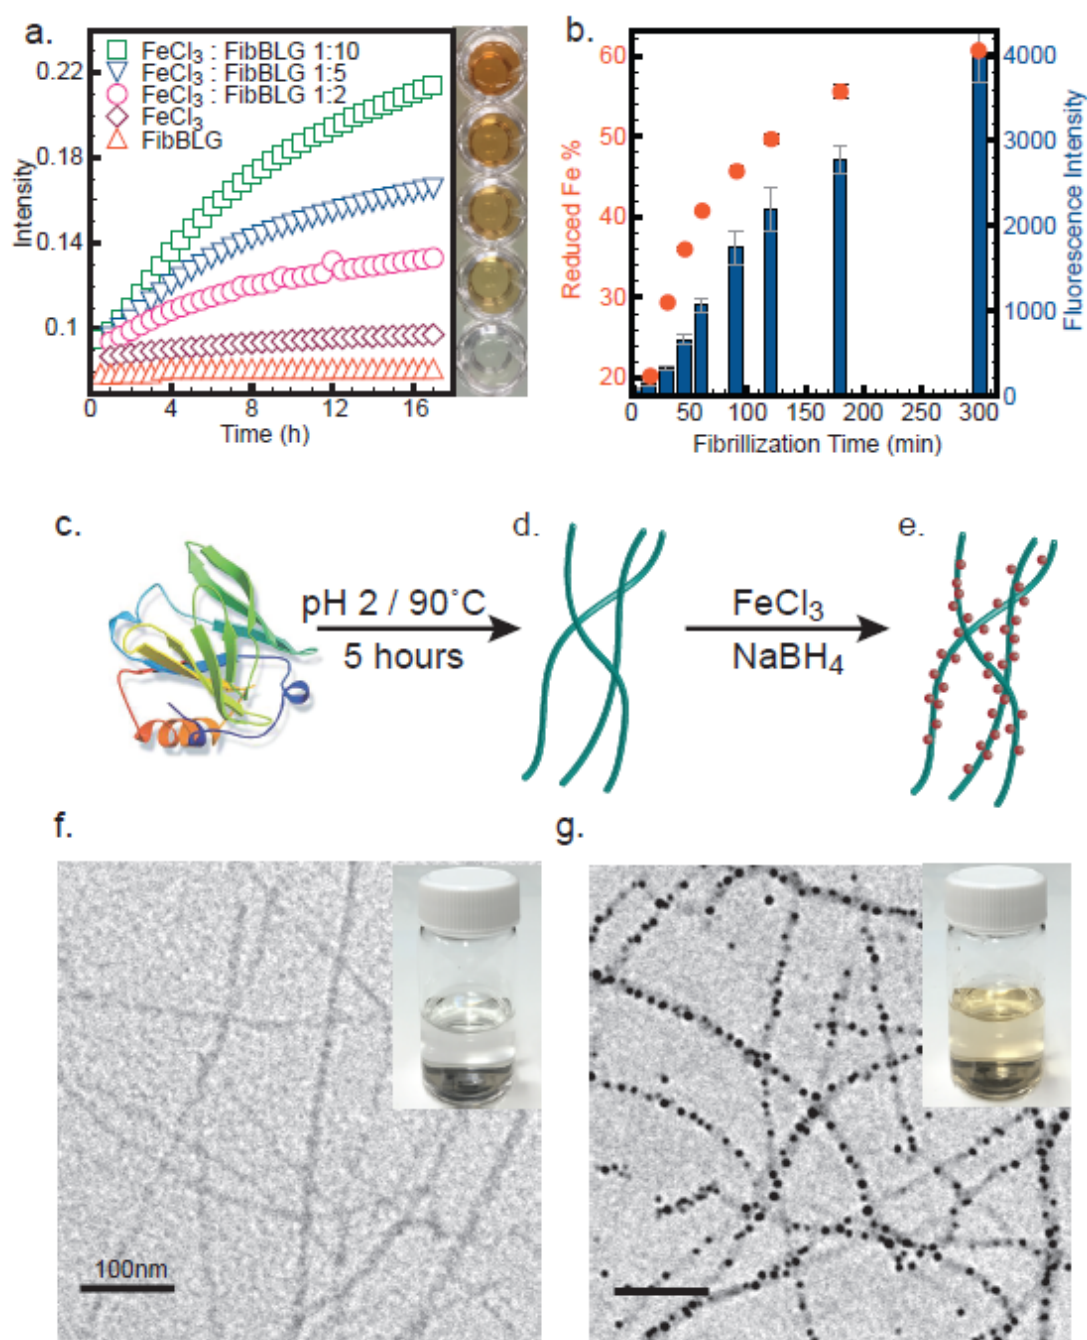 a.
FeCl3 : FibBLG 1:10
FeCl3 : FibBLG 1:5
FeCl3 : FibBLG 1:2
FeCl3
FibBLG
0.22
0.18
0.14
0.1
Intensity
0 4 8 12 16
Time (h)
b.
60
50
40
30
20
Reduced Fe %
4000
3000
2000
1000
0
Fluorescence Intensity
0 50 100 150 200 250 300
Fibrillization Time (min)
c.
pH 2 / 90˚C
5 hours
d.
FeCl3
NaBH4
e.
f.
100nm
g.